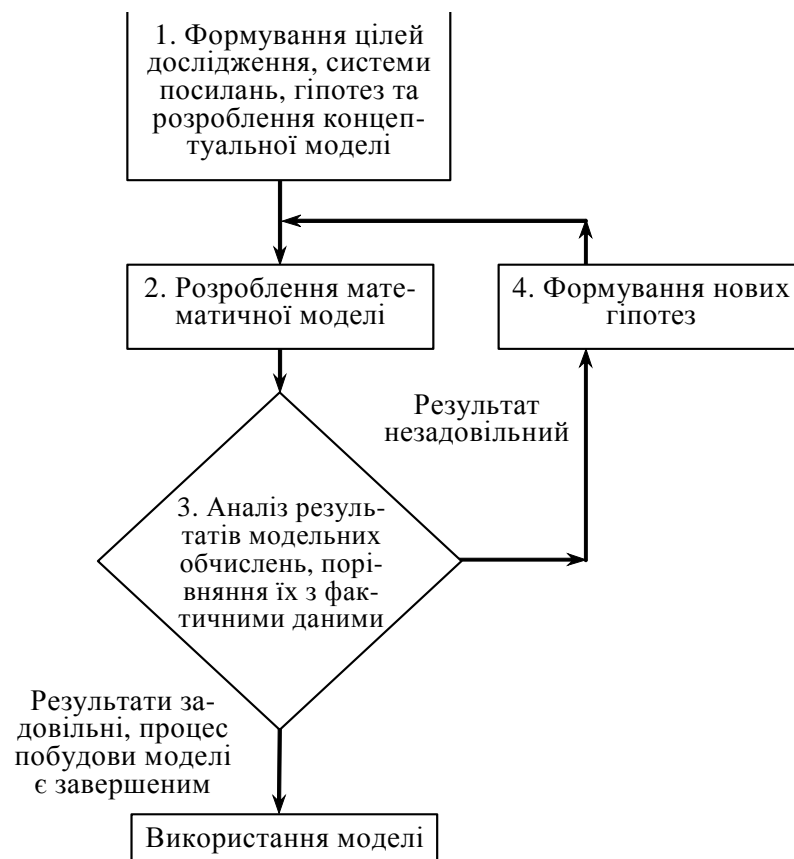 1. Формування цілей
дослідження, системи
посилань, гіпотез та
розроблення концеп-
туальної моделі
2. Розроблення мате-
матичної моделі
4. Формування нових
гіпотез
Результат
незадовільний
3. Аналіз резуль-
татів модельних
обчислень, порі-
вняння їх з фак-
тичними даними
Результати за-
довільні, процес
побудови моделі
є завершеним
Використання моделі